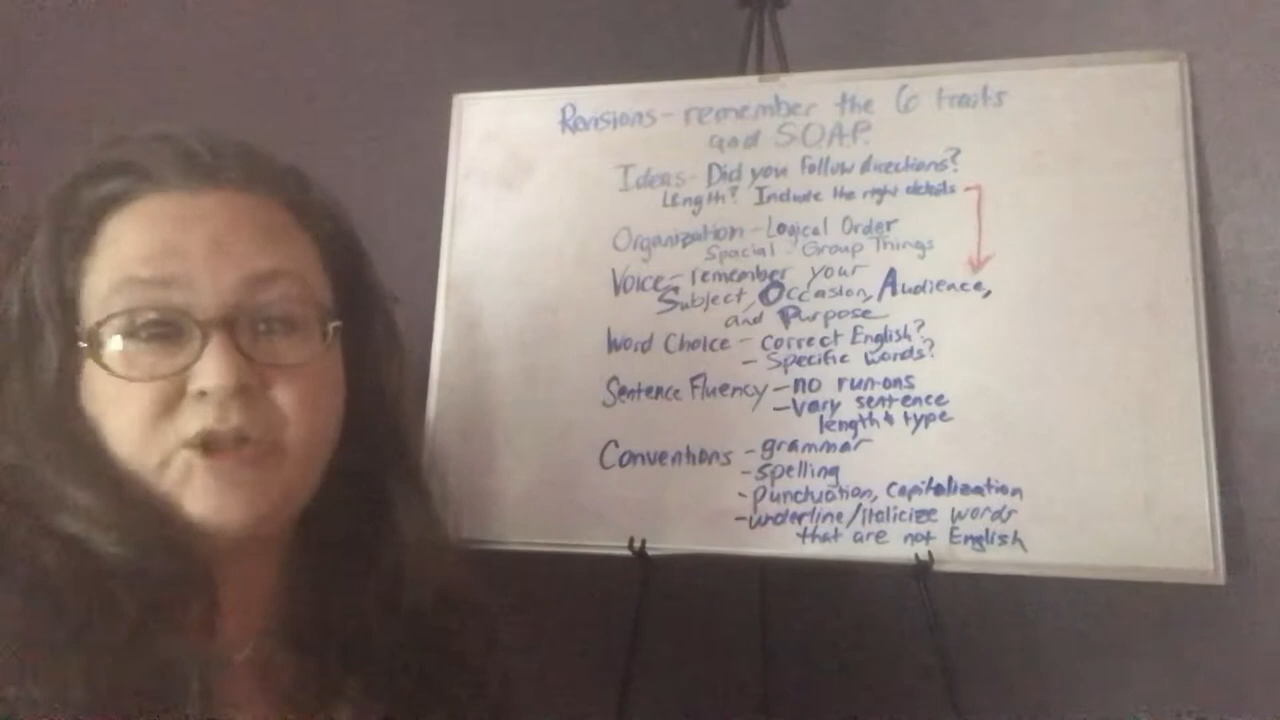 Revisions - remember the 6 traits
and S.O.A.P.
Ideas - Did you follow directions?
Length? Include the right details
Organization - Logical Order
Spacial - Group Things
Voice - remember your
Subject, Occasion, Audience,
and Purpose
Word Choice - correct English?
- Specific words?
Sentence Fluency - no run-ons
- Vary sentence
length & type
Conventions - grammar
- spelling
- punctuation, capitalization
- underline/italicize words
that are not English